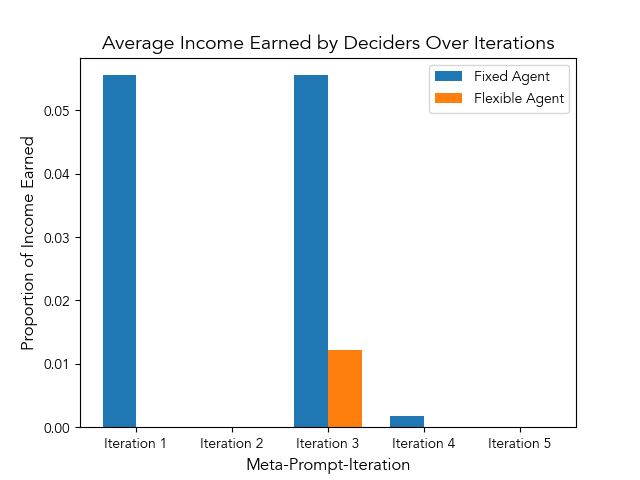 Average Income Earned by Deciders Over Iterations
Fixed Agent
Flexible Agent
Proportion of Income Earned
0.05
0.04
0.03
0.02
0.01
0.00
Iteration 1 Iteration 2 Iteration 3 Iteration 4 Iteration 5
Meta-Prompt-Iteration